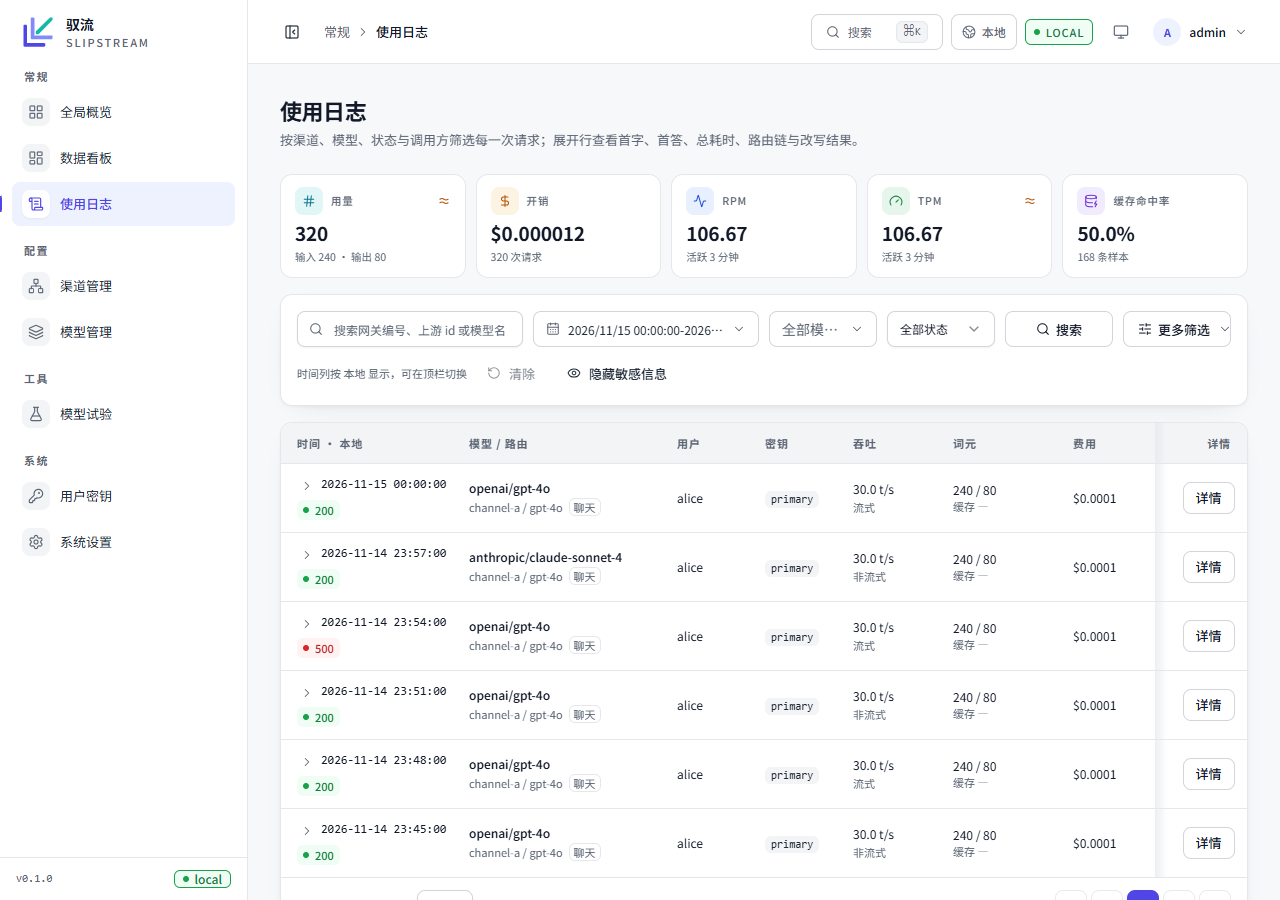 驭流
SLIPSTREAM
常规
全局概览
数据看板
使用日志
配置
渠道管理
模型管理
工具
模型试验
系统
用户密钥
系统设置
v0.1.0
local
常规 使用日志
搜索 ⌘K
本地
LOCAL
A admin
使用日志
按渠道、模型、状态与调用方筛选每一次请求；展开行查看首字、首答、总耗时、路由链与改写结果。
用量 ≈
320
输入 240 · 输出 80
开销
$0.000012
320 次请求
RPM
106.67
活跃 3 分钟
TPM ≈
106.67
活跃 3 分钟
缓存命中率
50.0%
168 条样本
搜索网关编号、上游 id 或模型名
2026/11/15 00:00:00-2026…
全部模…
全部状态
搜索
更多筛选
时间列按 本地 显示，可在顶栏切换
清除
隐藏敏感信息
时间 · 本地 模型 / 路由 用户 密钥 吞吐 词元 费用 详情
2026-11-15 00:00:00 openai/gpt-4o alice primary 30.0 t/s 240 / 80 $0.0001 详情
200 channel-a / gpt-4o 聊天 流式 缓存 —
2026-11-14 23:57:00 anthropic/claude-sonnet-4 alice primary 30.0 t/s 240 / 80 $0.0001 详情
200 channel-a / gpt-4o 聊天 非流式 缓存 —
2026-11-14 23:54:00 openai/gpt-4o alice primary 30.0 t/s 240 / 80 $0.0001 详情
500 channel-a / gpt-4o 聊天 流式 缓存 —
2026-11-14 23:51:00 openai/gpt-4o alice primary 30.0 t/s 240 / 80 $0.0001 详情
200 channel-a / gpt-4o 聊天 非流式 缓存 —
2026-11-14 23:48:00 openai/gpt-4o alice primary 30.0 t/s 240 / 80 $0.0001 详情
200 channel-a / gpt-4o 聊天 流式 缓存 —
2026-11-14 23:45:00 openai/gpt-4o alice primary 30.0 t/s 240 / 80 $0.0001 详情
200 channel-a / gpt-4o 聊天 非流式 缓存 —